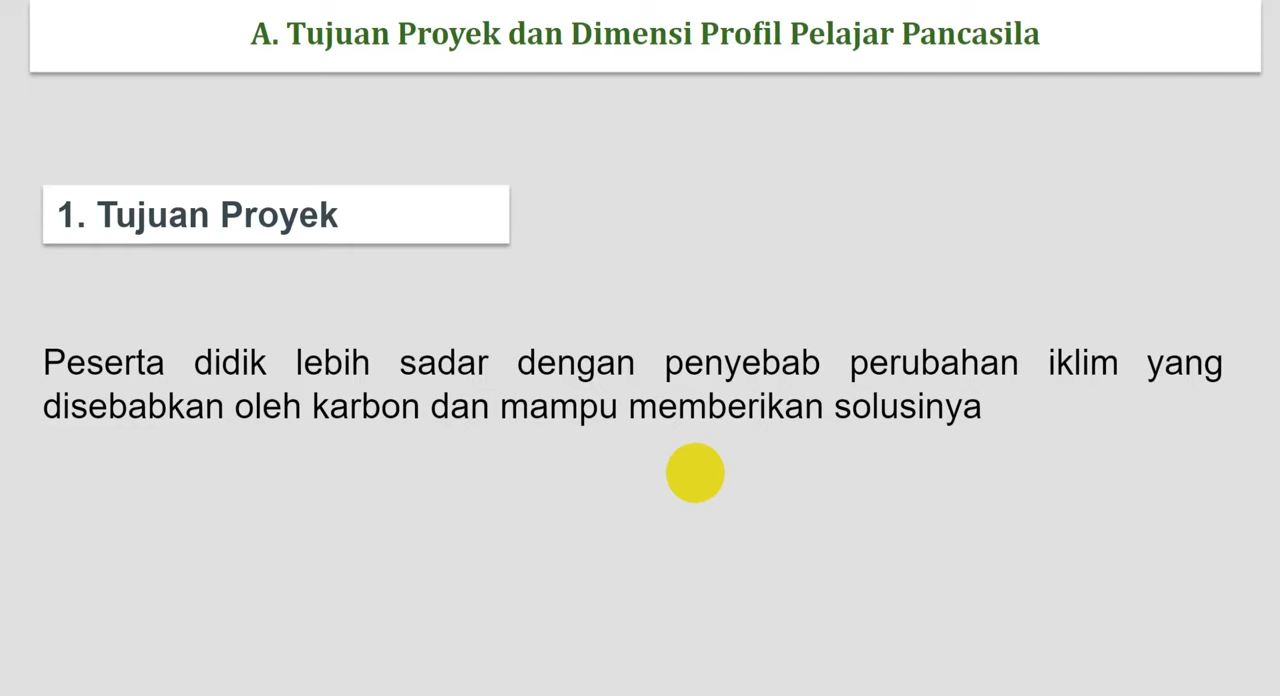 A. Tujuan Proyek dan Dimensi Profil Pelajar Pancasila
1. Tujuan Proyek
Peserta didik lebih sadar dengan penyebab perubahan iklim yang
disebabkan oleh karbon dan mampu memberikan solusinya